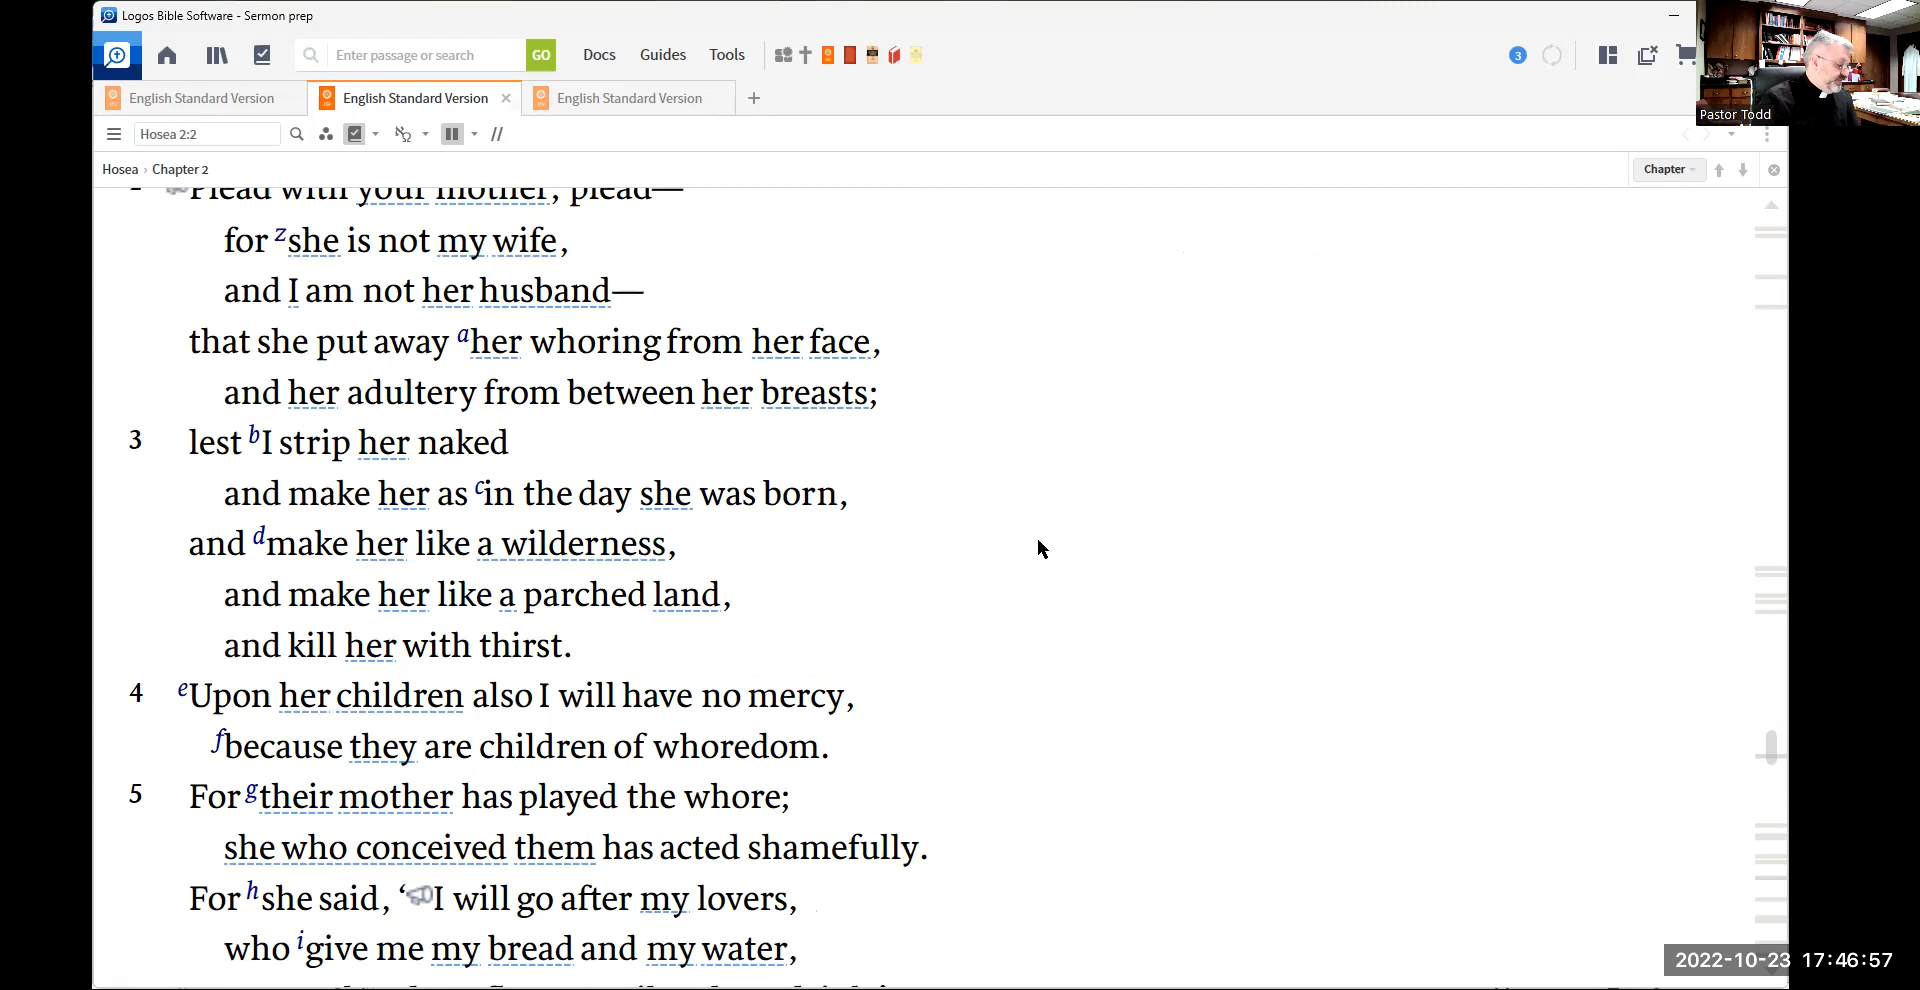 Logos Bible Software - Sermon prep
Enter passage or search GO Docs Guides Tools 3
English Standard Version English Standard Version English Standard Version
Pastor Todd
Hosea 2:2
Hosea › Chapter 2 Chapter
Plead with your mother, plead—
for zshe is not my wife,
and I am not her husband—
that she put away aher whoring from her face,
and her adultery from between her breasts;
3 lest bI strip her naked
and make her as cin the day she was born,
and dmake her like a wilderness,
and make her like a parched land,
and kill her with thirst.
4 eUpon her children also I will have no mercy,
fbecause they are children of whoredom.
5 For gtheir mother has played the whore;
she who conceived them has acted shamefully.
For hshe said, ‘I will go after my lovers,
who igive me my bread and my water,
2022-10-23 17:46:57